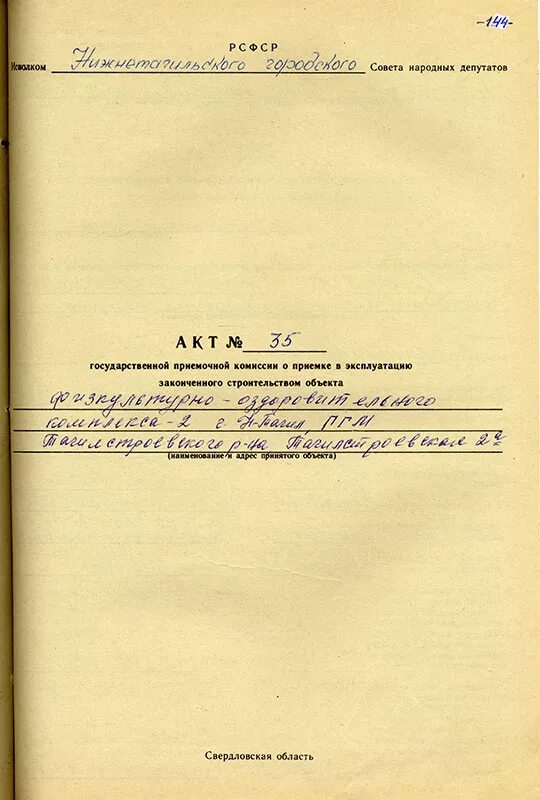 -144-
РСФСР
Исполком Нижнетагильского городского Совета народных депутатов
АКТ № 35
государственной приемочной комиссии о приемке в эксплуатацию
законченного строительством объекта
физкультурно - оздоровительного
комплекса - 2 г. Н-Тагил, ПГМ
Тагилстроевского р-на Тагилстроевская 2а
(наименование и адрес принятого объекта)
Свердловская область